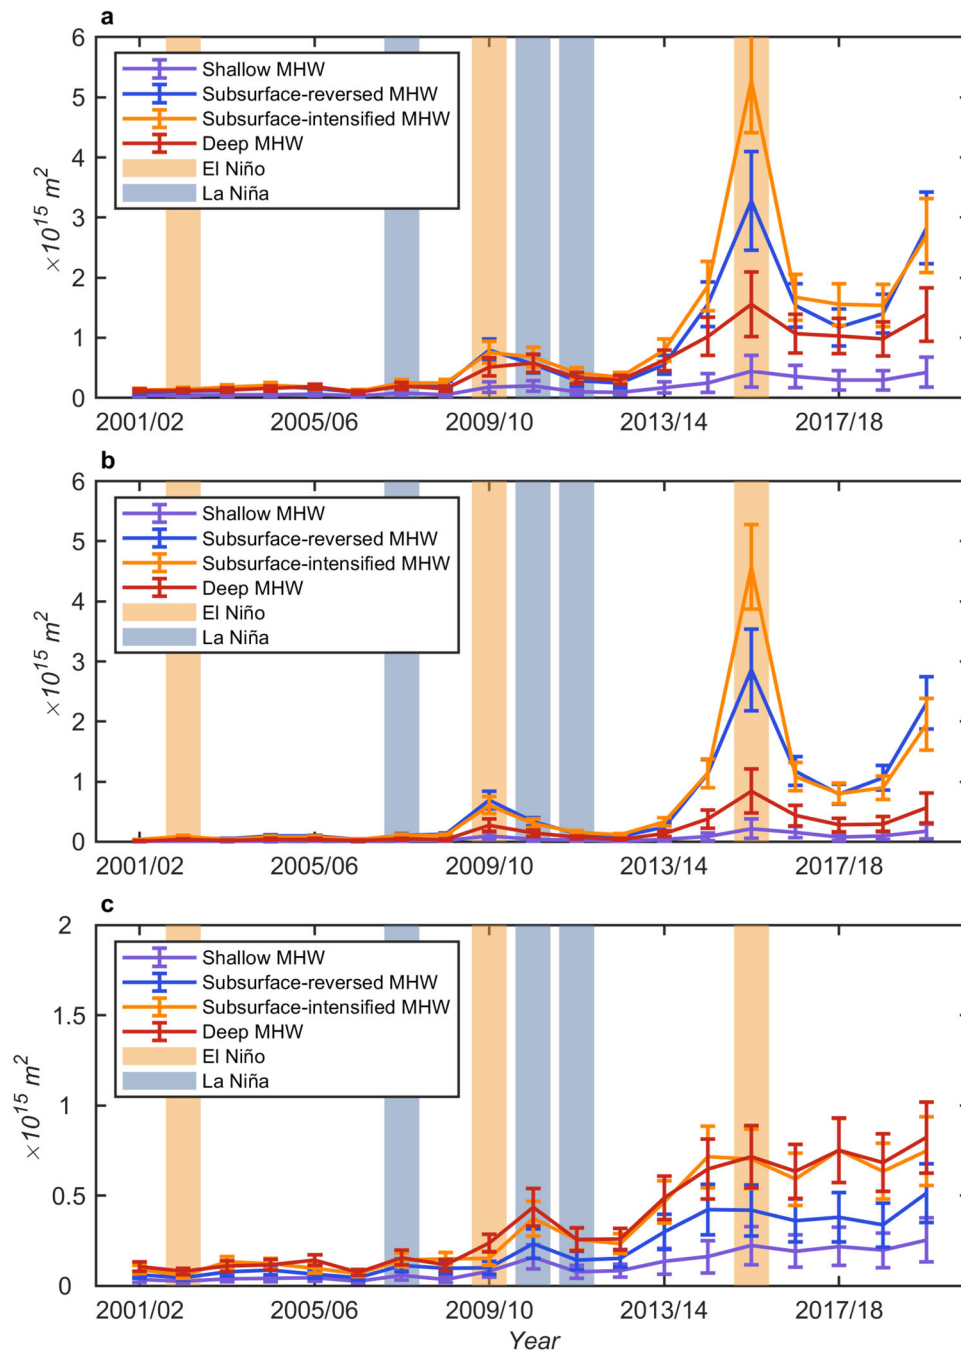 a
6
5
4
3
2
1
0
×10¹⁵ m²
Shallow MHW
Subsurface-reversed MHW
Subsurface-intensified MHW
Deep MHW
El Niño
La Niña
2001/02 2005/06 2009/10 2013/14 2017/18
b
6
5
4
3
2
1
0
×10¹⁵ m²
Shallow MHW
Subsurface-reversed MHW
Subsurface-intensified MHW
Deep MHW
El Niño
La Niña
2001/02 2005/06 2009/10 2013/14 2017/18
c
2
1.5
1
0.5
0
×10¹⁵ m²
Shallow MHW
Subsurface-reversed MHW
Subsurface-intensified MHW
Deep MHW
El Niño
La Niña
2001/02 2005/06 2009/10 2013/14 2017/18
Year